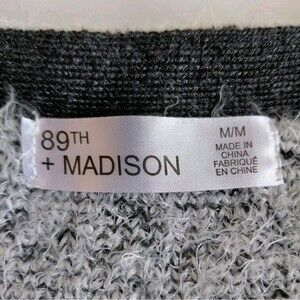 89TH
+ MADISON
M/M
MADE IN
CHINA
FABRIQUÉ
EN CHINE